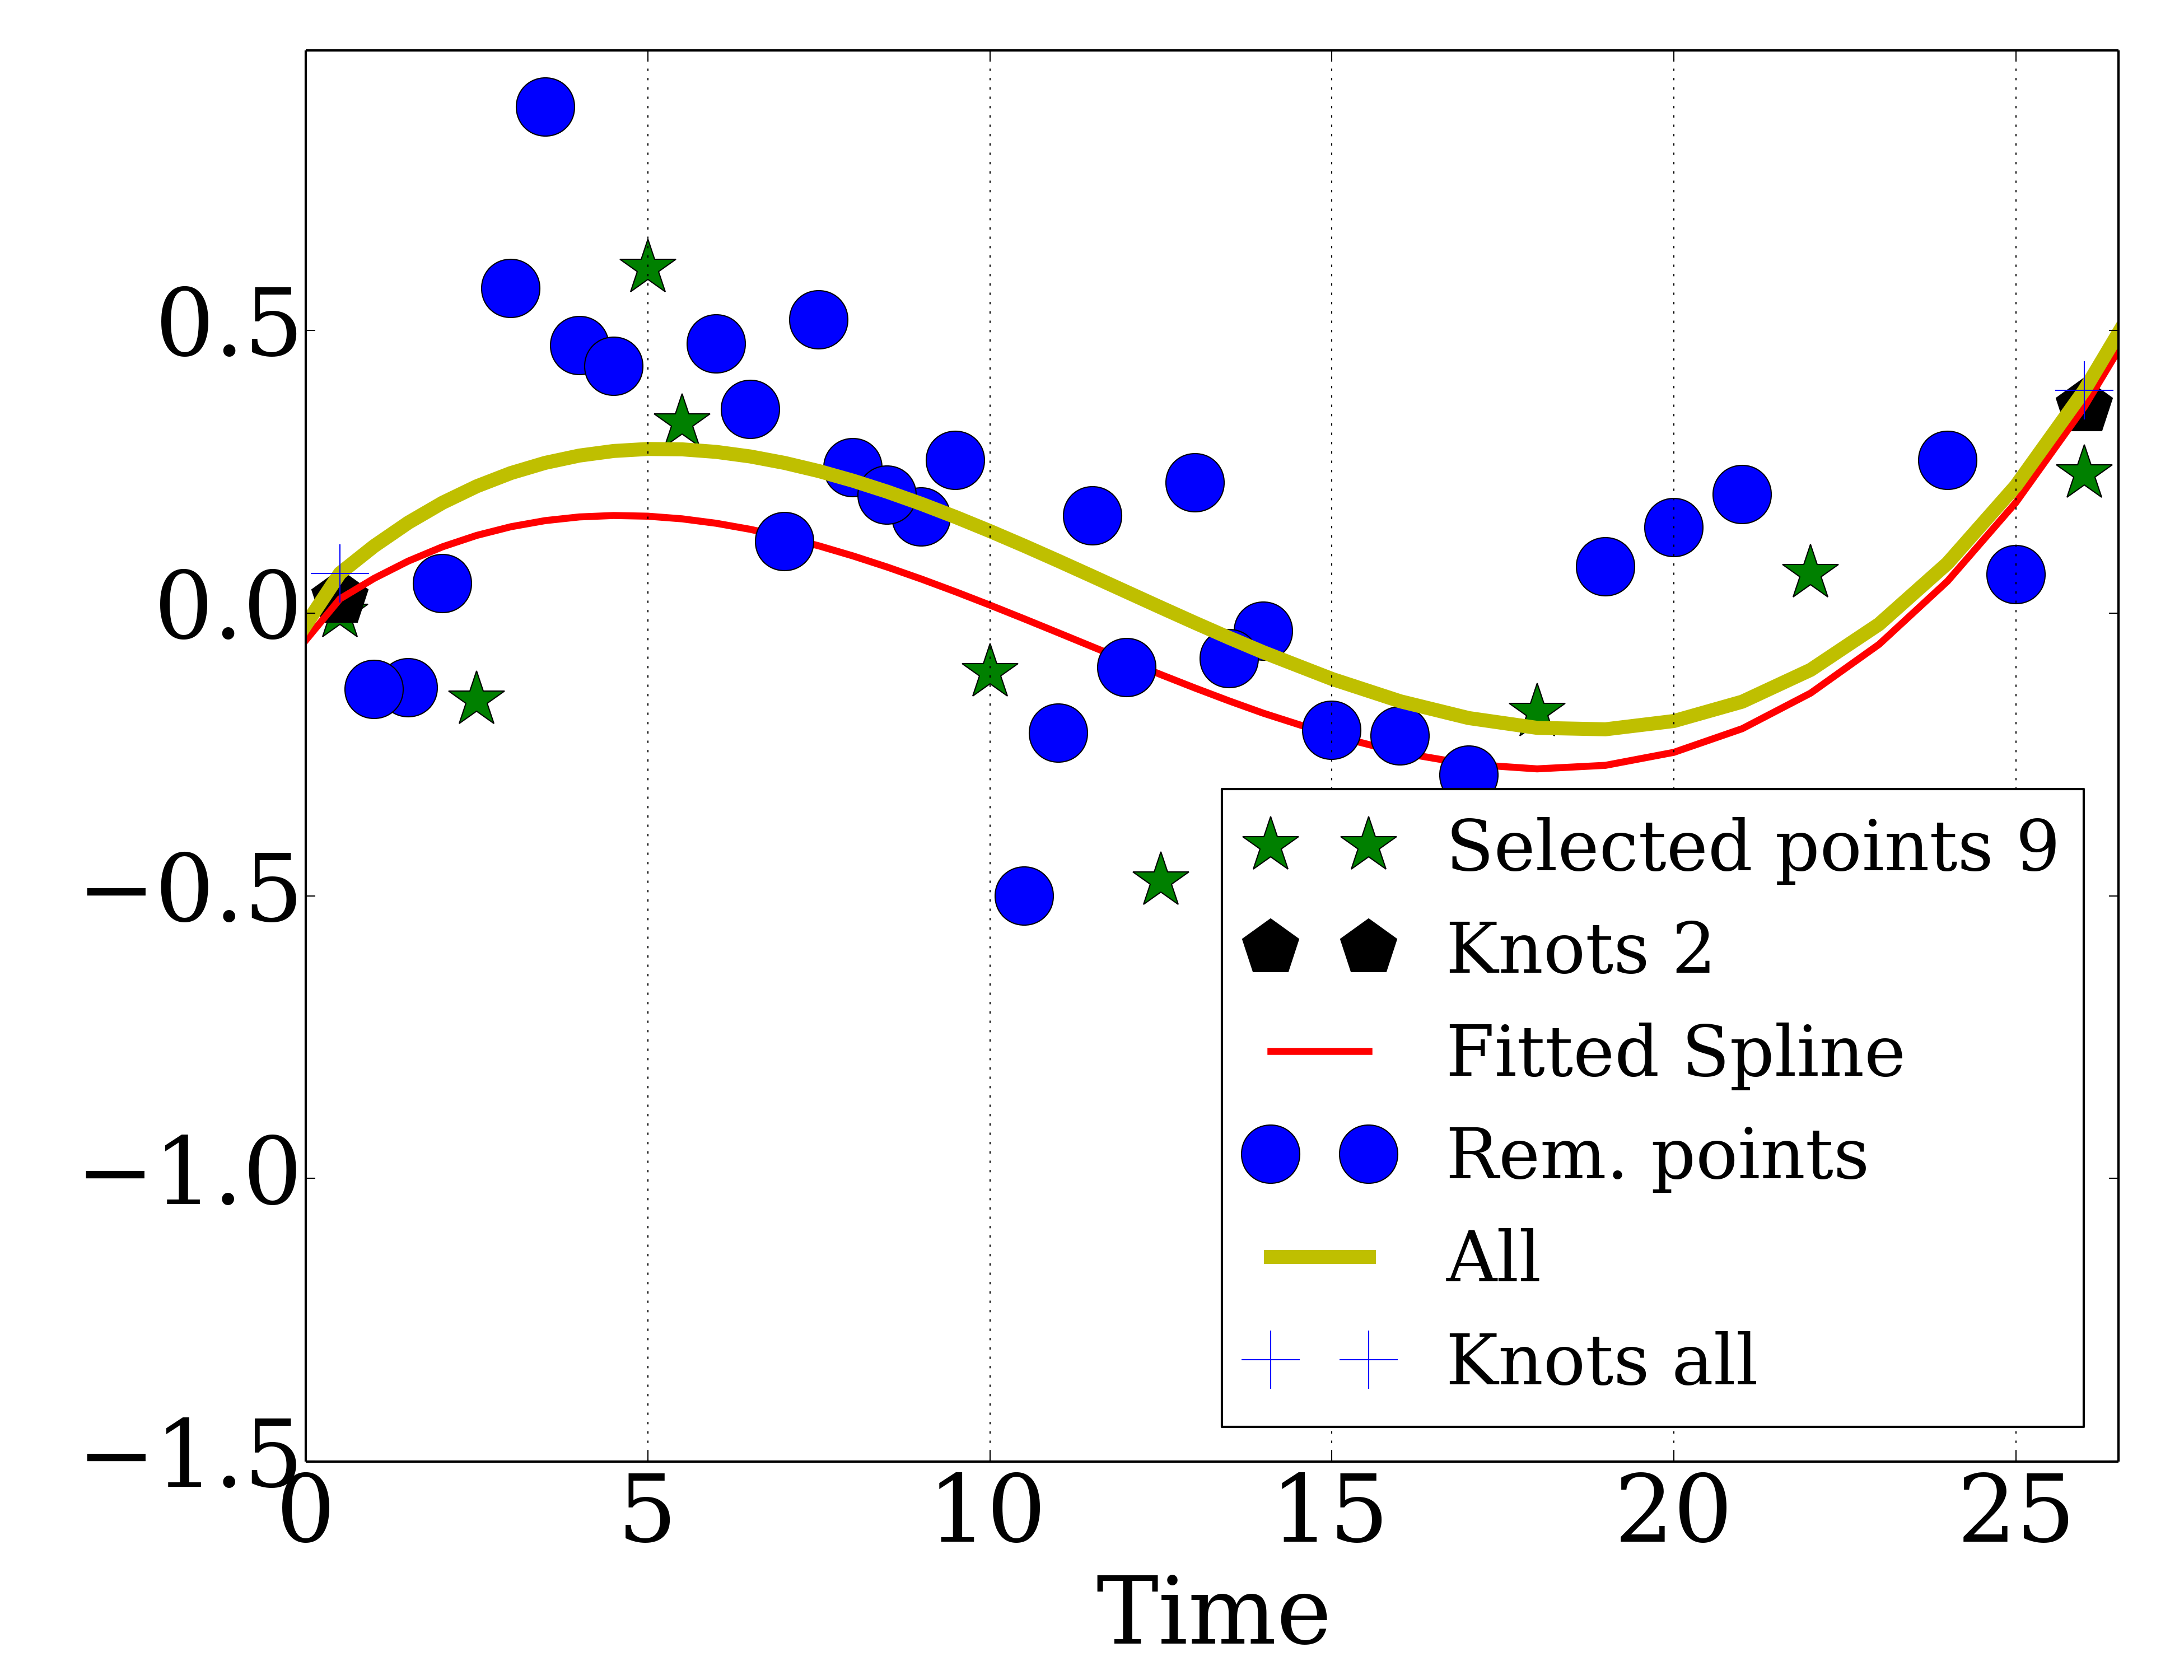 0.5
0.0
−0.5
−1.0
−1.5
0 5 10 15 20 25
Time
Selected points 9
Knots 2
Fitted Spline
Rem. points
All
Knots all